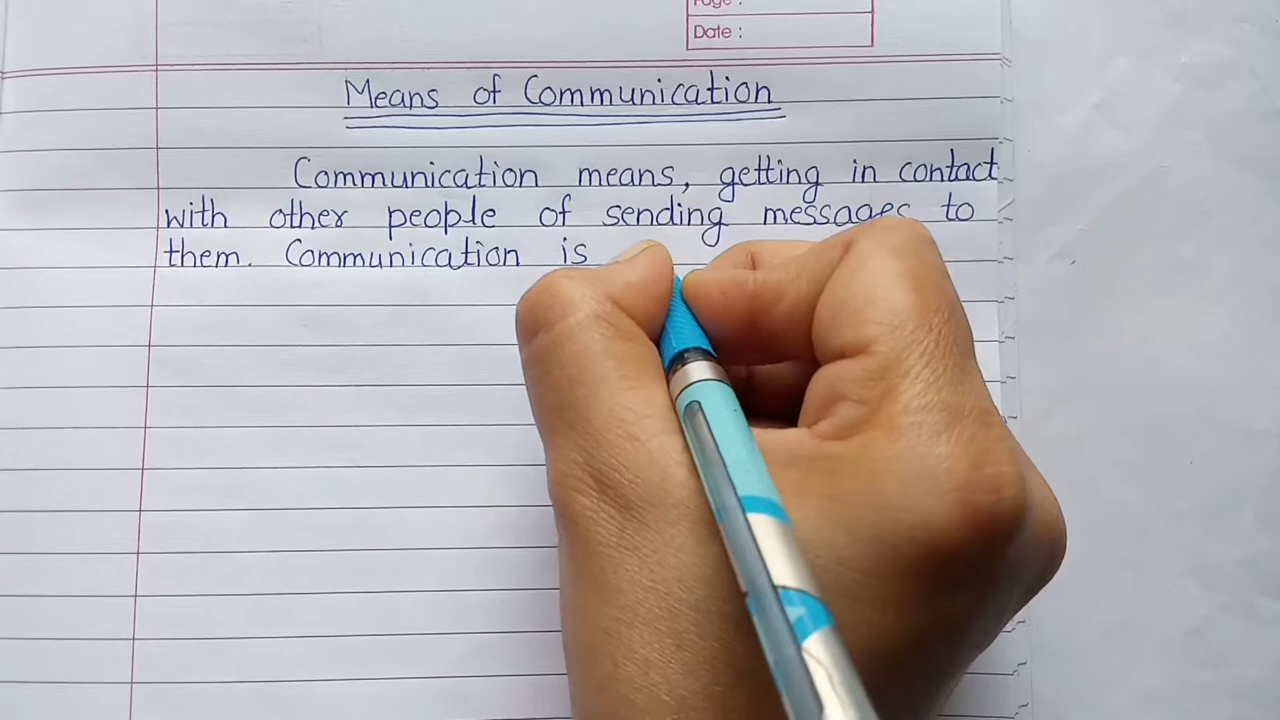 Page :
Date :
Means of Communication
Communication means, getting in contact
with other people of sending messages to
them. Communication is